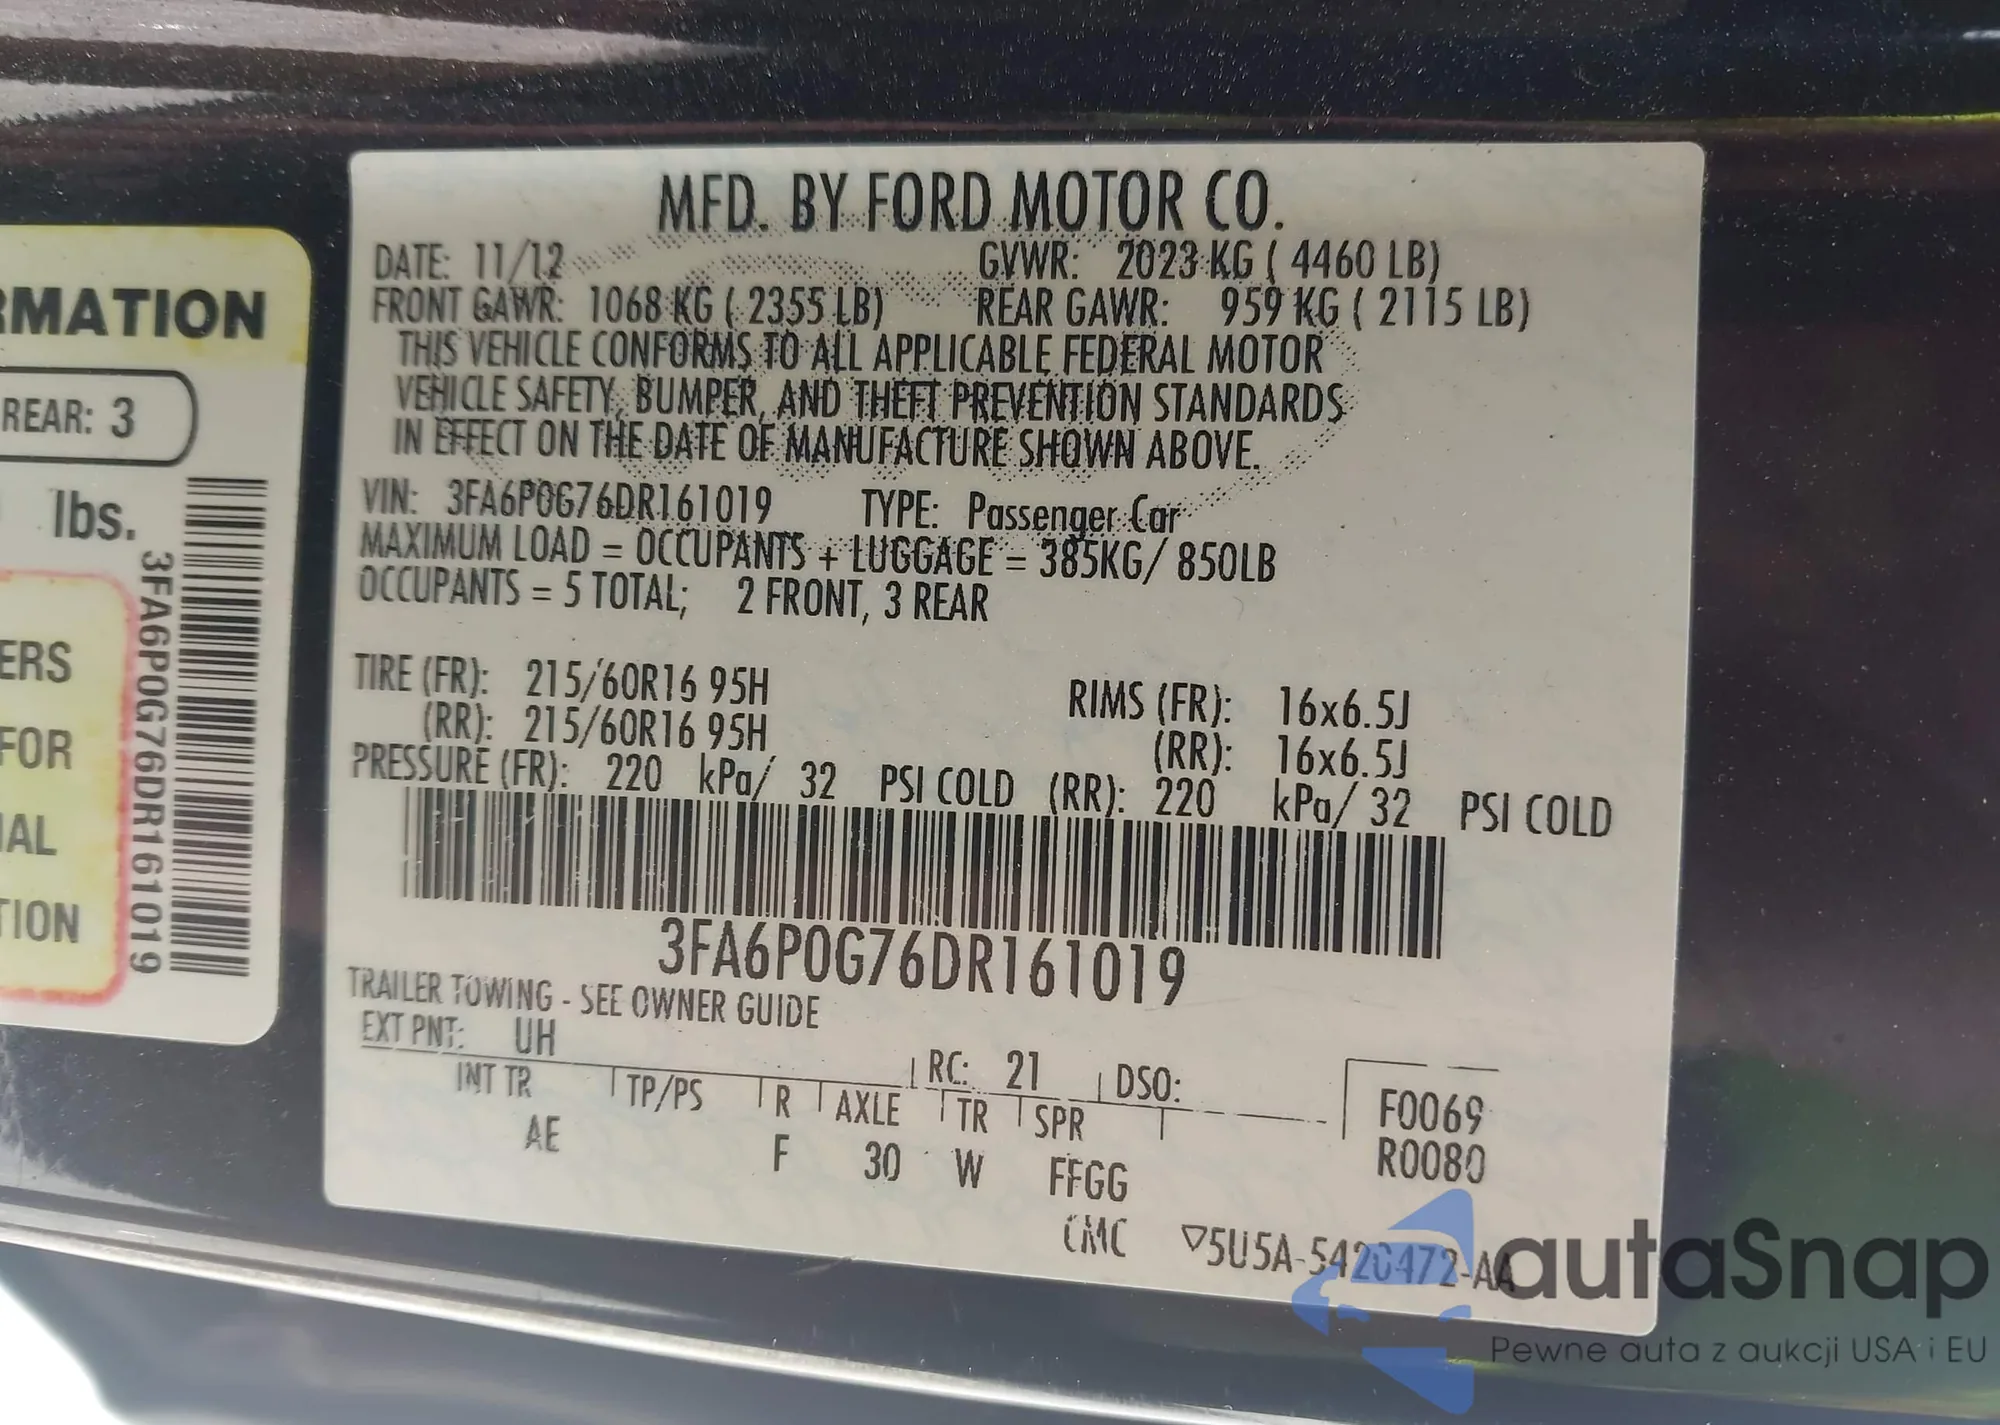 RMATION
REAR: 3
lbs.
ERS
FOR
IAL
TION
3FA6P0G76DR161019
MFD. BY FORD MOTOR CO.
DATE: 11/12 GVWR: 2023 KG ( 4460 LB)
FRONT GAWR: 1068 KG ( 2355 LB) REAR GAWR: 959 KG ( 2115 LB)
THIS VEHICLE CONFORMS TO ALL APPLICABLE FEDERAL MOTOR
VEHICLE SAFETY, BUMPER, AND THEFT PREVENTION STANDARDS
IN EFFECT ON THE DATE OF MANUFACTURE SHOWN ABOVE.
VIN: 3FA6P0G76DR161019 TYPE: Passenger Car
MAXIMUM LOAD = OCCUPANTS + LUGGAGE = 385KG/ 850LB
OCCUPANTS = 5 TOTAL; 2 FRONT, 3 REAR
TIRE (FR): 215/60R16 95H RIMS (FR): 16x6.5J
(RR): 215/60R16 95H (RR): 16x6.5J
PRESSURE (FR): 220 kPa/ 32 PSI COLD (RR): 220 kPa/ 32 PSI COLD
3FA6P0G76DR161019
TRAILER TOWING - SEE OWNER GUIDE
EXT PNT: UH RC: 21 DSO:
INT TR TP/PS R AXLE TR SPR F0069
AE F 30 W FFGG R0080
CMC 5U5A-5420472-AA
autaSnap
Pewne auta z aukcji USA i EU